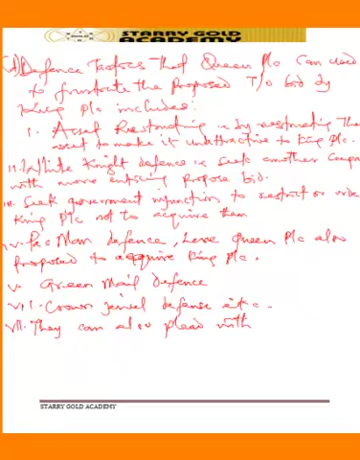 STARRY GOLD
ACADEMY
Defence Tactics That Queen Plc can used
to frustrate the proposed T/o bid by
King Plc includes:
i. Asset Restructuring ie by restructuring The
asset to make it unattractive to King Plc.
ii. White Knight defence ie seek another
with more enticing propose bid.
iii. Seek government injunction to restrict or
King Plc not to acquire them
iv. Pac Man defence, here Queen Plc also
proposed to acquire King Plc.
v. Green Mail defence
vi. Crown jewel defense etc.
vii. They can also plead with
STARRY GOLD ACADEMY